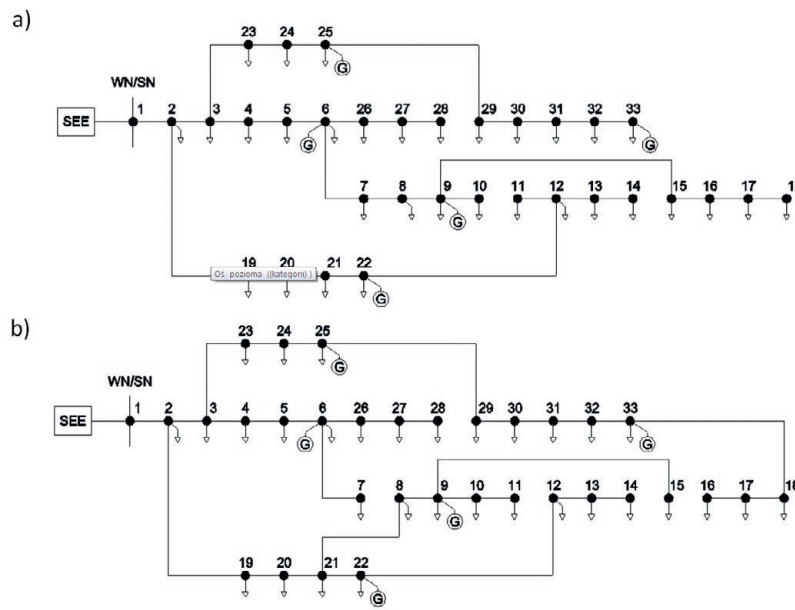 a)
23 24 25
G
WN/SN
SEE 1 2 3 4 5 6 26 27 28 29 30 31 32 33
G G
7 8 9 10 11 12 13 14 15 16 17
G
19 20 21 22
Oś pozioma ((kategorii) )
G
b)
23 24 25
G
WN/SN
SEE 1 2 3 4 5 6 26 27 28 29 30 31 32 33
G G
7 8 9 10 11 12 13 14 15 16 17 18
G
19 20 21 22
G